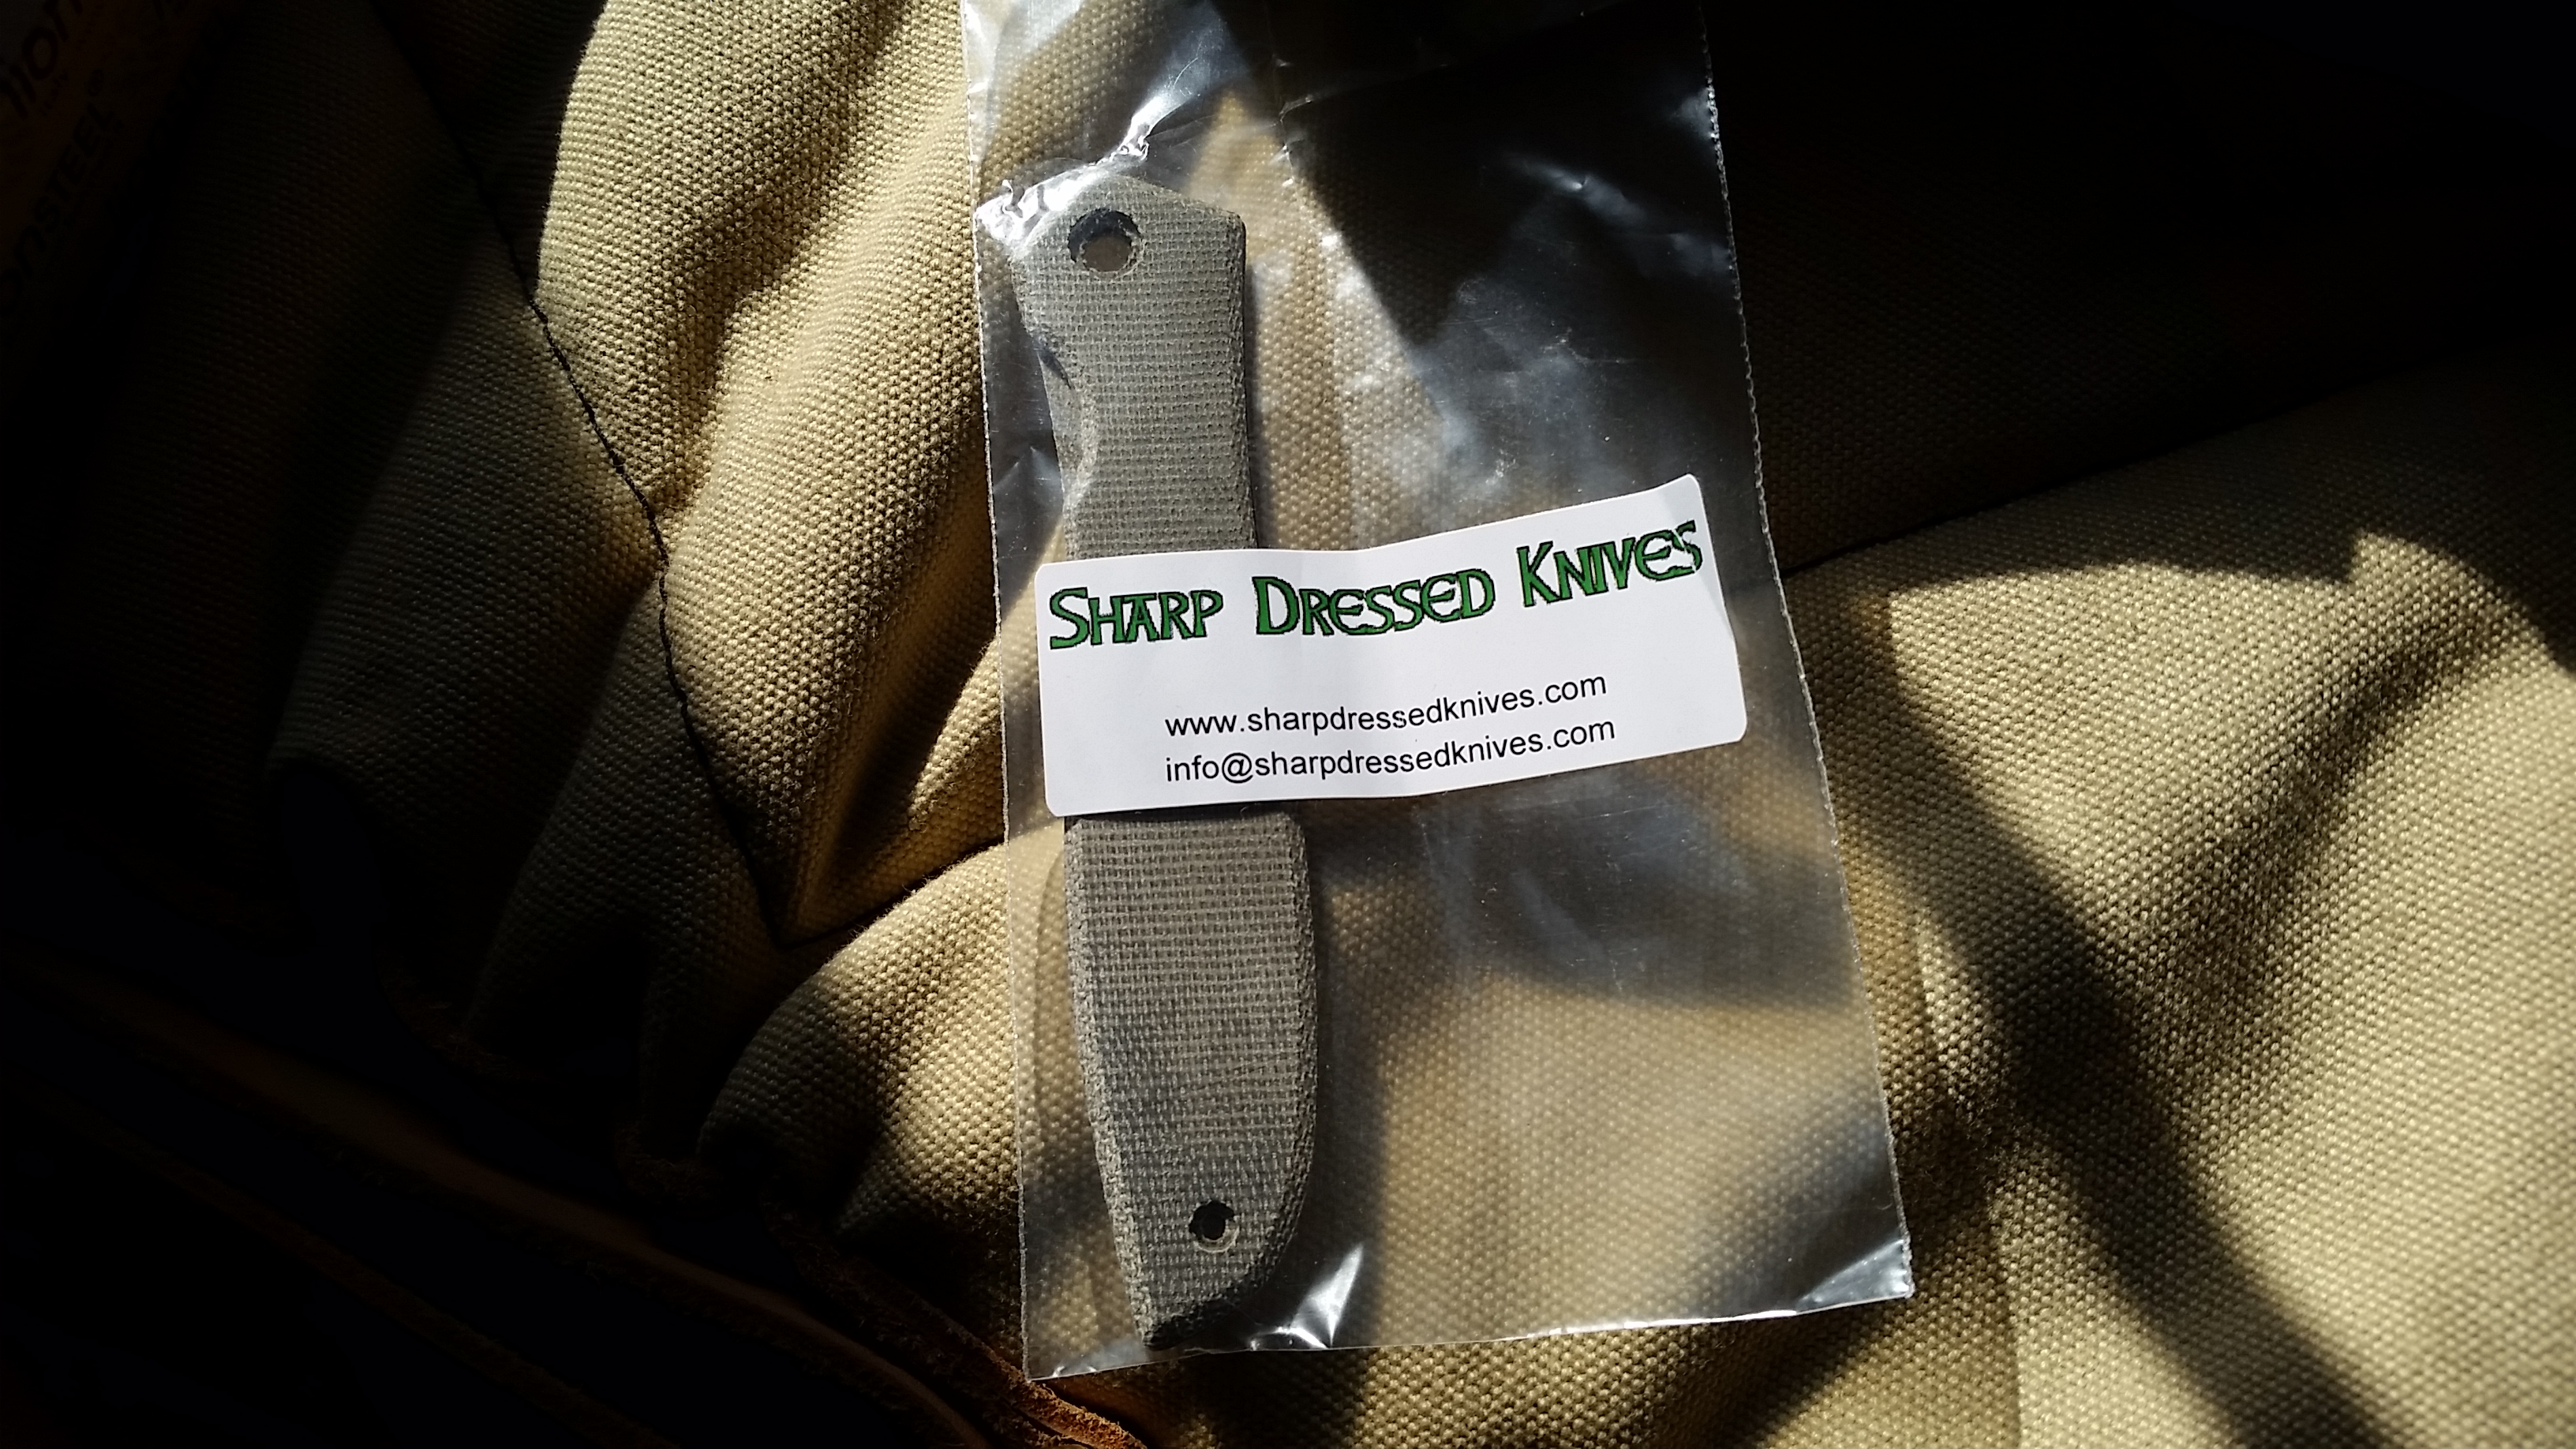 SHARP DRESSED KNIVES
www.sharpdressedknives.com
info@sharpdressedknives.com